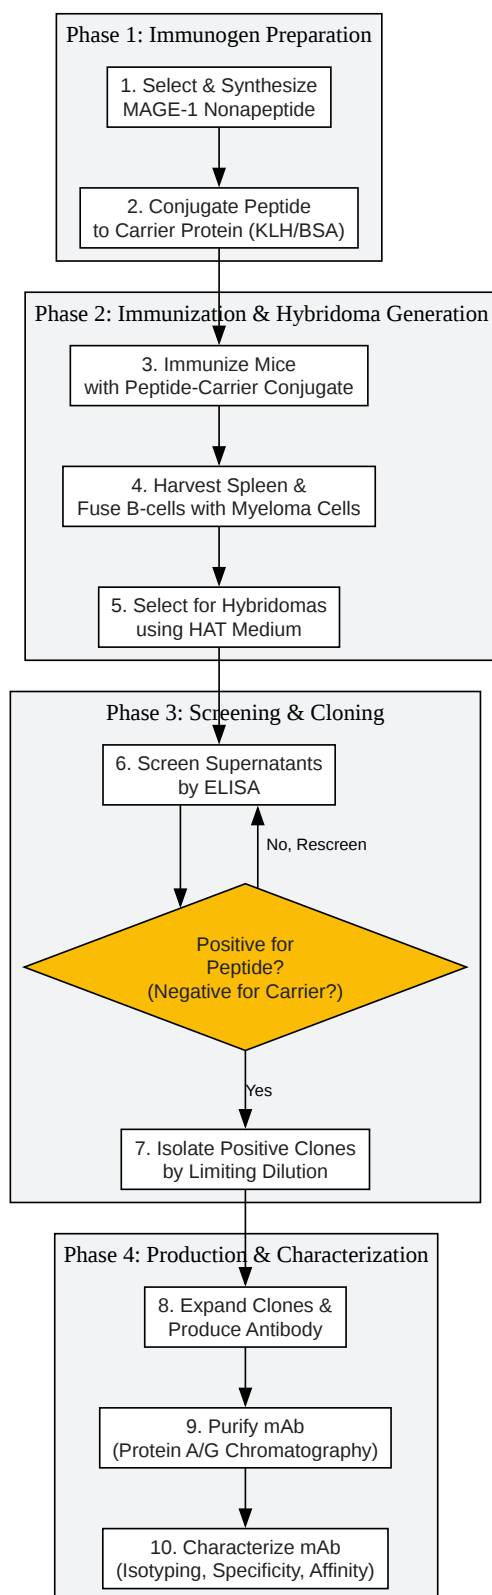 Phase 1: Immunogen Preparation
1. Select & Synthesize
MAGE-1 Nonapeptide
2. Conjugate Peptide
to Carrier Protein (KLH/BSA)
Phase 2: Immunization & Hybridoma Generation
3. Immunize Mice
with Peptide-Carrier Conjugate
4. Harvest Spleen &
Fuse B-cells with Myeloma Cells
5. Select for Hybridomas
using HAT Medium
Phase 3: Screening & Cloning
6. Screen Supernatants
by ELISA
No, Rescreen
Positive for
Peptide?
(Negative for Carrier?)
Yes
7. Isolate Positive Clones
by Limiting Dilution
Phase 4: Production & Characterization
8. Expand Clones &
Produce Antibody
9. Purify mAb
(Protein A/G Chromatography)
10. Characterize mAb
(Isotyping, Specificity, Affinity)